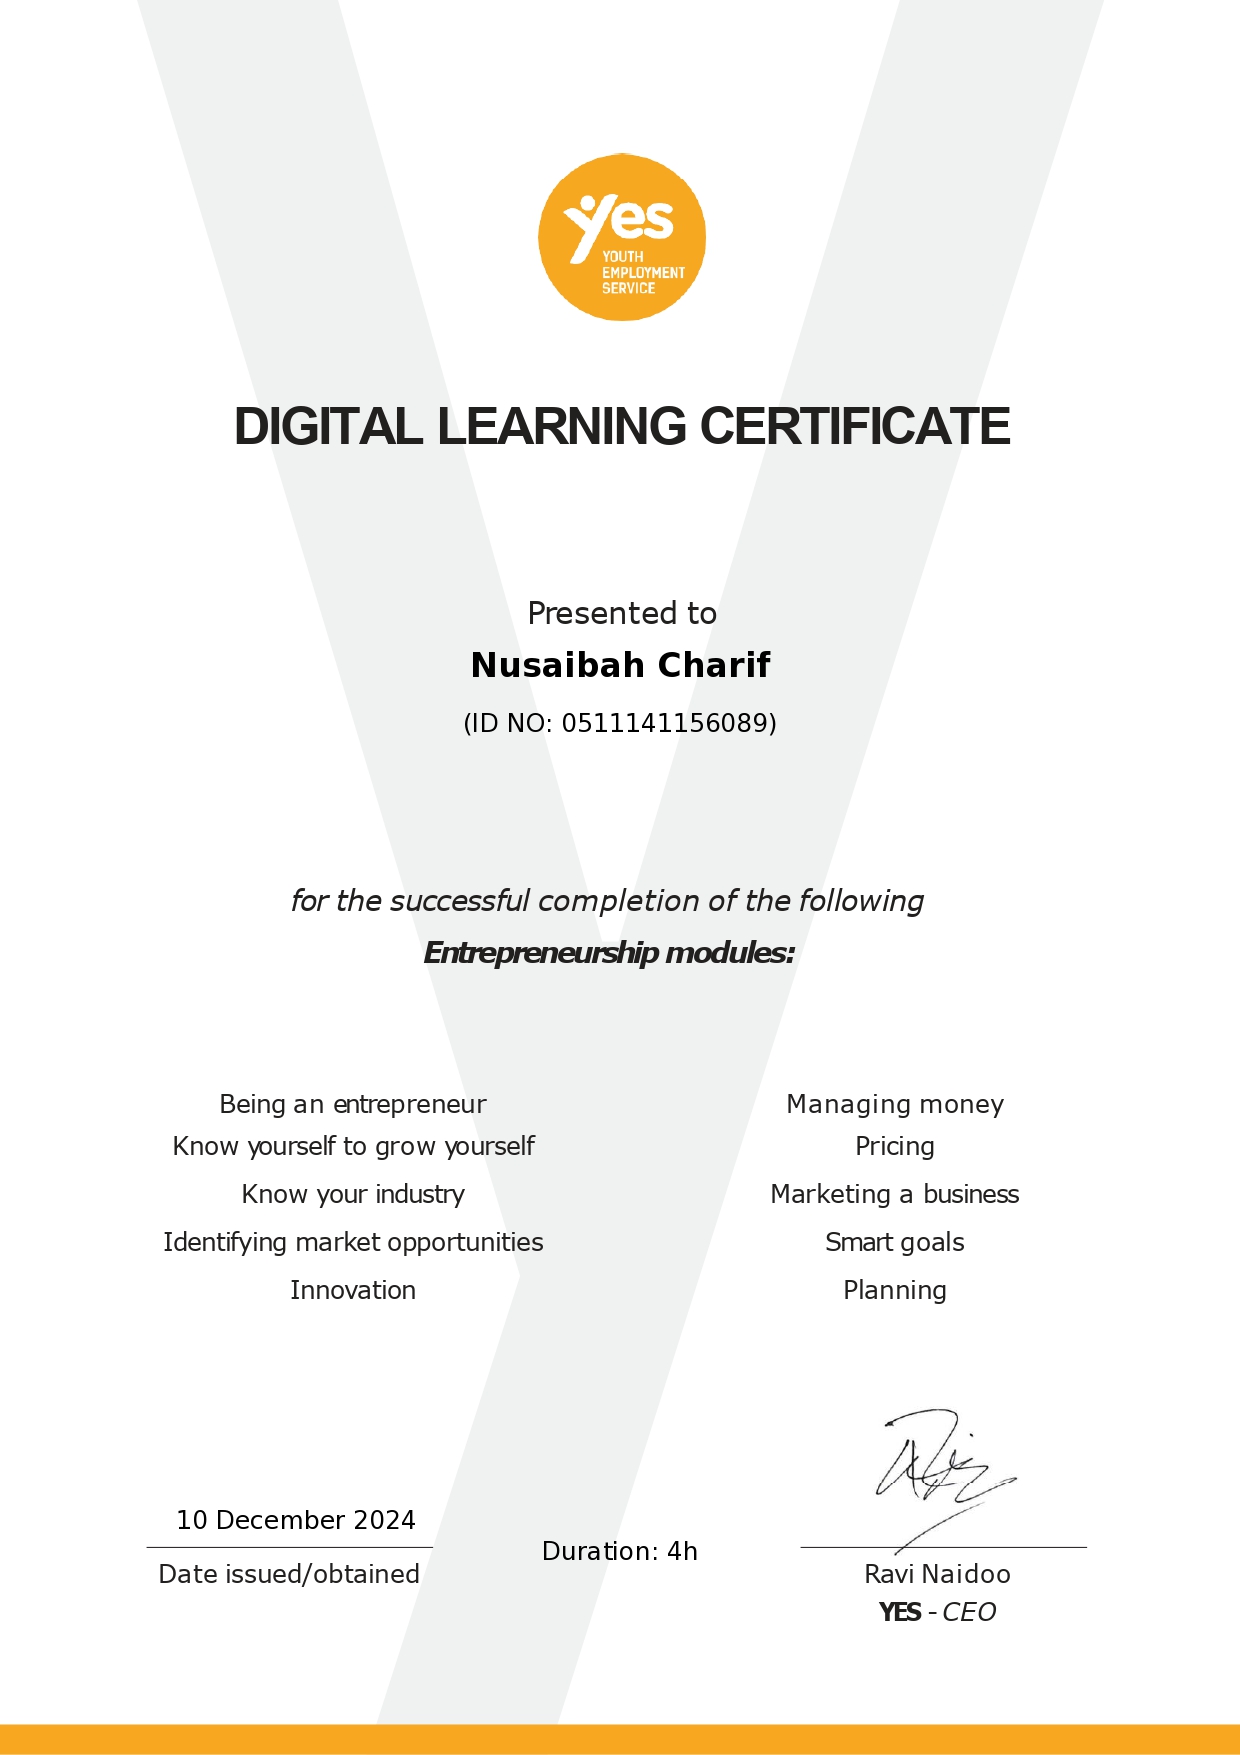 yes
YOUTH
EMPLOYMENT
SERVICE
DIGITAL LEARNING CERTIFICATE
Presented to
Nusaibah Charif
(ID NO: 0511141156089)
for the successful completion of the following
Entrepreneurship modules:
Being an entrepreneur
Know yourself to grow yourself
Know your industry
Identifying market opportunities
Innovation
Managing money
Pricing
Marketing a business
Smart goals
Planning
10 December 2024
Date issued/obtained
Duration: 4h
Ravi Naidoo
YES - CEO